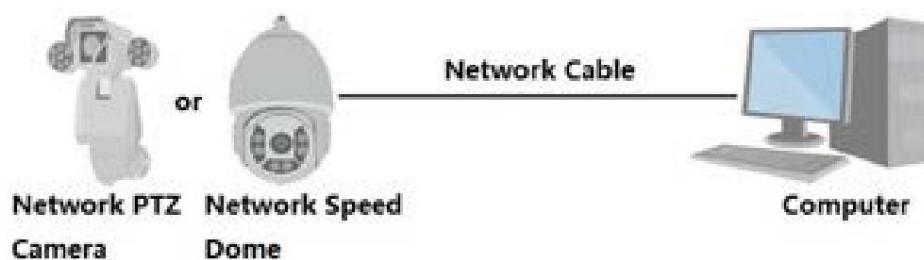 or
Network Cable
Network PTZ
Camera
Network Speed
Dome
Computer